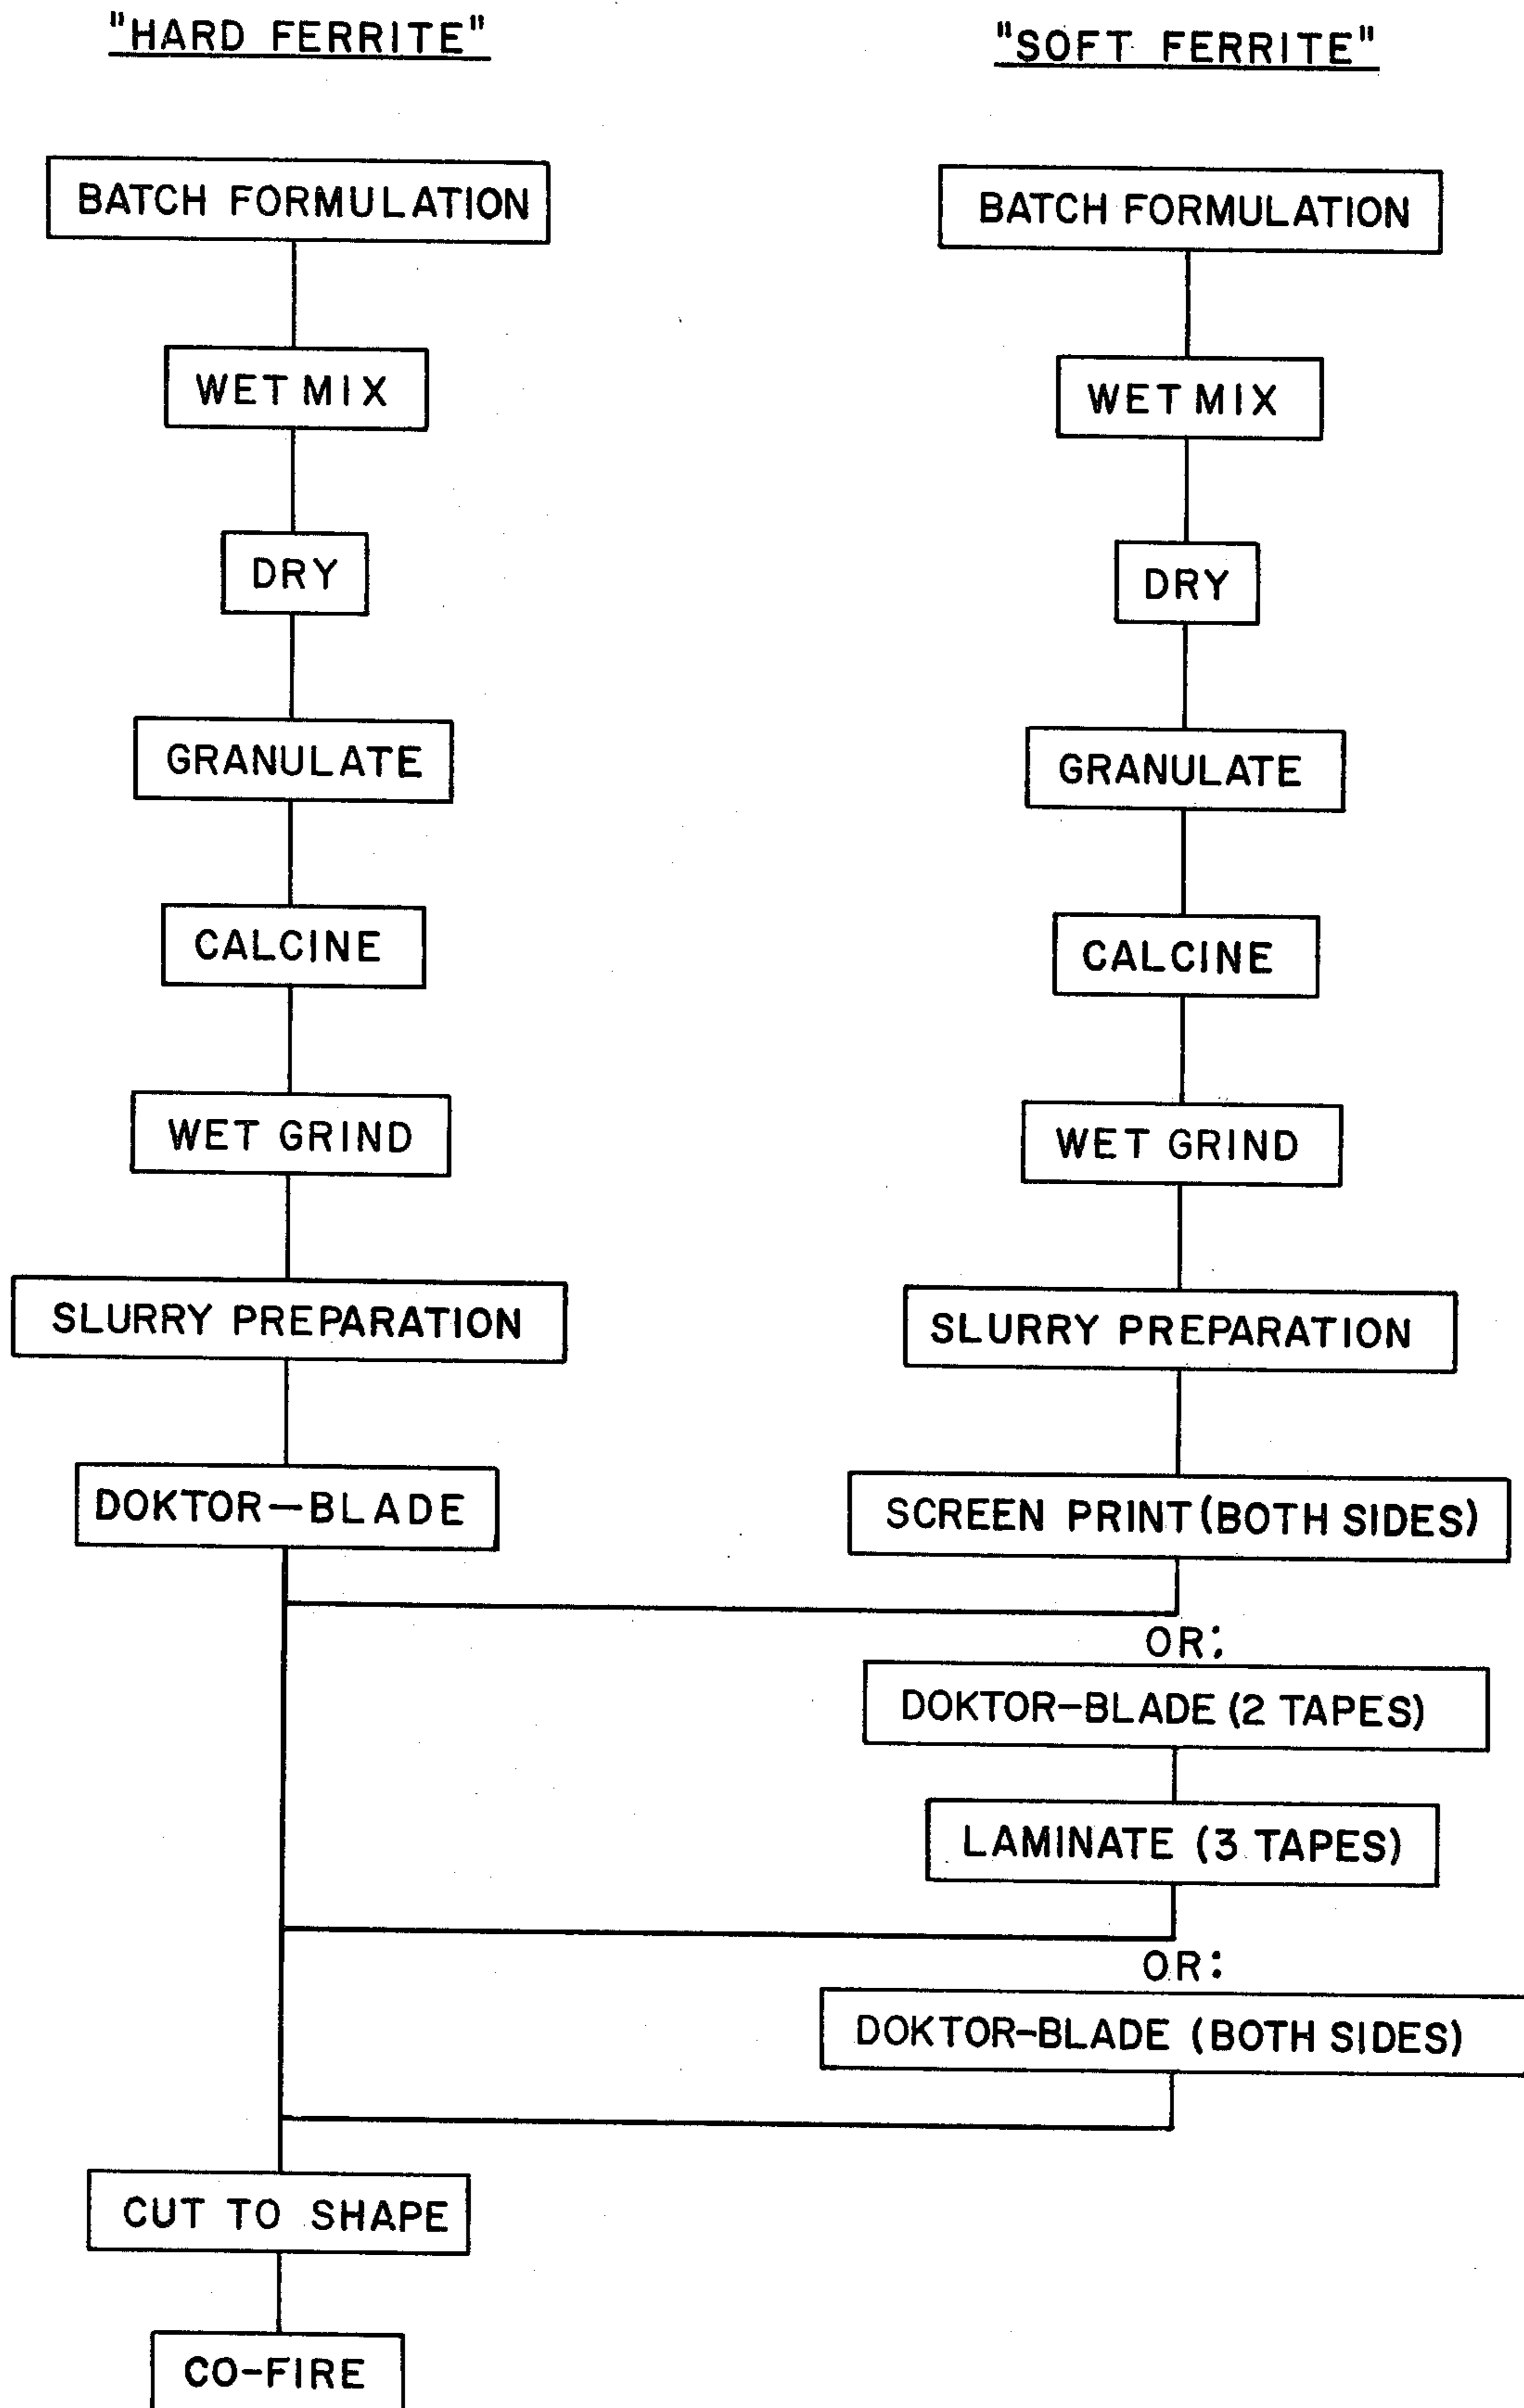 "HARD FERRITE"
BATCH FORMULATION
WET MIX
DRY
GRANULATE
CALCINE
WET GRIND
SLURRY PREPARATION
DOKTOR-BLADE
"SOFT FERRITE"
BATCH FORMULATION
WET MIX
DRY
GRANULATE
CALCINE
WET GRIND
SLURRY PREPARATION
SCREEN PRINT (BOTH SIDES)
OR:
DOKTOR-BLADE (2 TAPES)
LAMINATE (3 TAPES)
OR:
DOKTOR-BLADE (BOTH SIDES)
CUT TO SHAPE
CO-FIRE